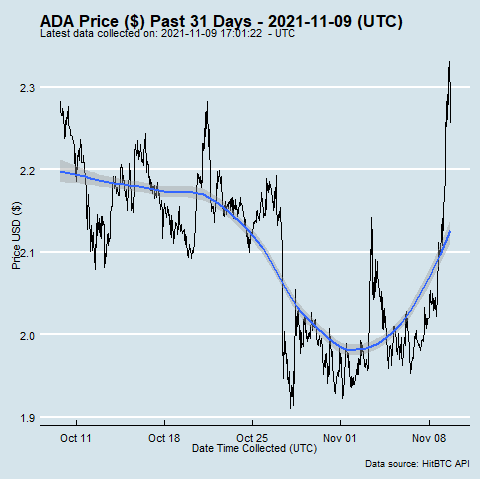 ADA Price ($) Past 31 Days - 2021-11-09 (UTC)
Latest data collected on: 2021-11-09 17:01:22  - UTC
2.3
2.2
2.1
2.0
1.9
Price USD ($)
Oct 11 Oct 18 Oct 25 Nov 01 Nov 08
Date Time Collected (UTC)
Data source: HitBTC API